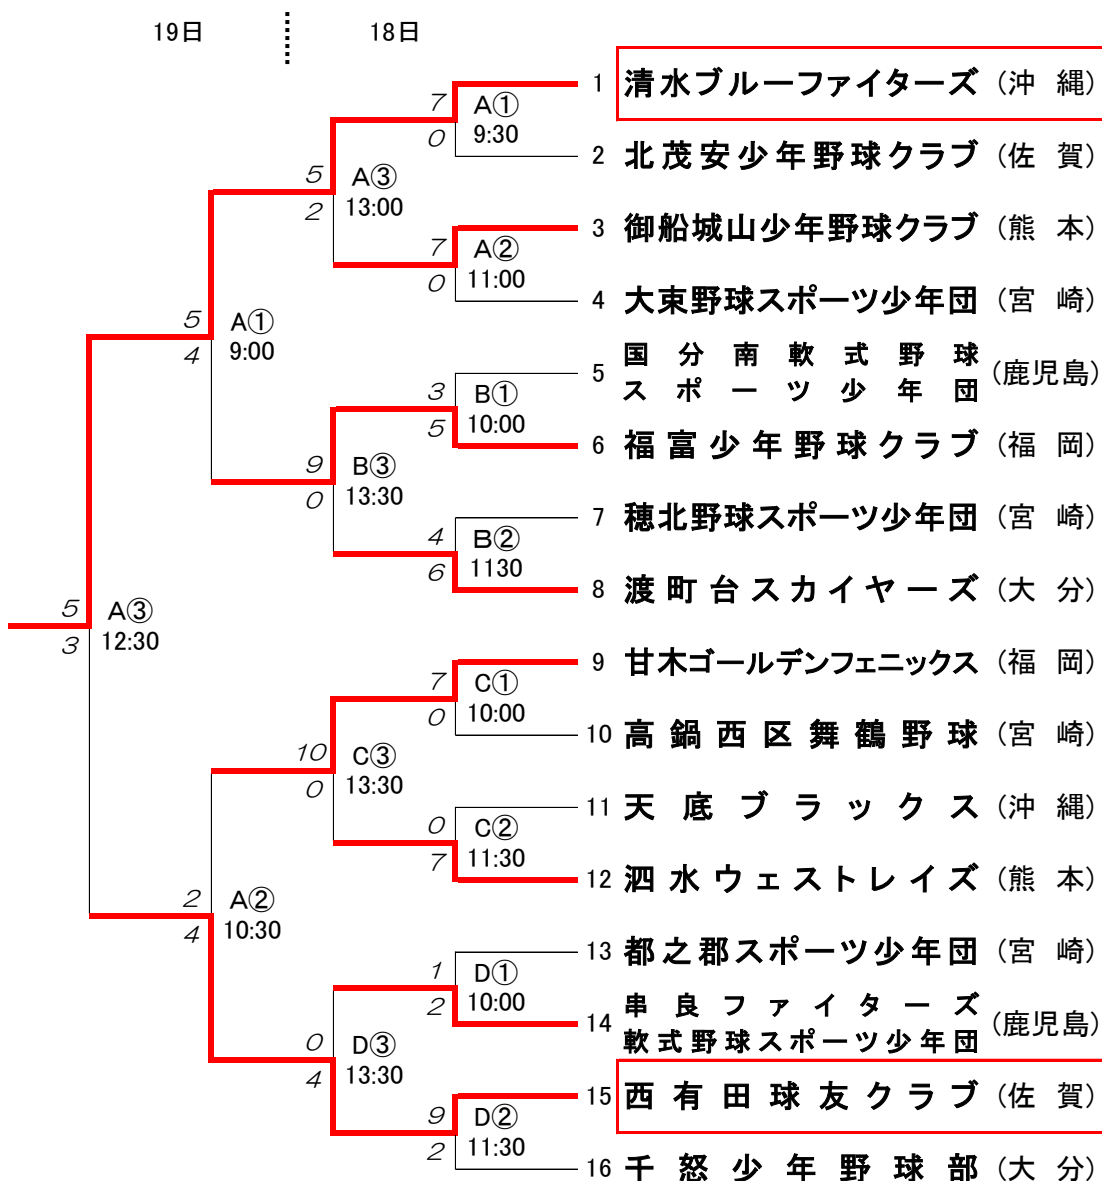 19日 18日
1 清水ブルーファイターズ (沖縄)
7 A①
0 9:30
2 北茂安少年野球クラブ (佐賀)
5 A③
2 13:00
3 御船城山少年野球クラブ (熊本)
7 A②
0 11:00
4 大東野球スポーツ少年団 (宮崎)
5 A①
4 9:00
5 国分南軟式野球 (鹿児島)
スポーツ少年団
3 B①
5 10:00
6 福富少年野球クラブ (福岡)
9 B③
0 13:30
7 穂北野球スポーツ少年団 (宮崎)
4 B②
6 1130
8 渡町台スカイヤーズ (大分)
5 A③
3 12:30
9 甘木ゴールデンフェニックス (福岡)
7 C①
0 10:00
10 高鍋西区舞鶴野球 (宮崎)
10 C③
0 13:30
11 天底ブラックス (沖縄)
0 C②
7 11:30
12 泗水ウェストレイズ (熊本)
2 A②
4 10:30
13 都之郡スポーツ少年団 (宮崎)
1 D①
2 10:00
14 串良ファイターズ (鹿児島)
軟式野球スポーツ少年団
0 D③
4 13:30
15 西有田球友クラブ (佐賀)
9 D②
2 11:30
16 千怒少年野球部 (大分)